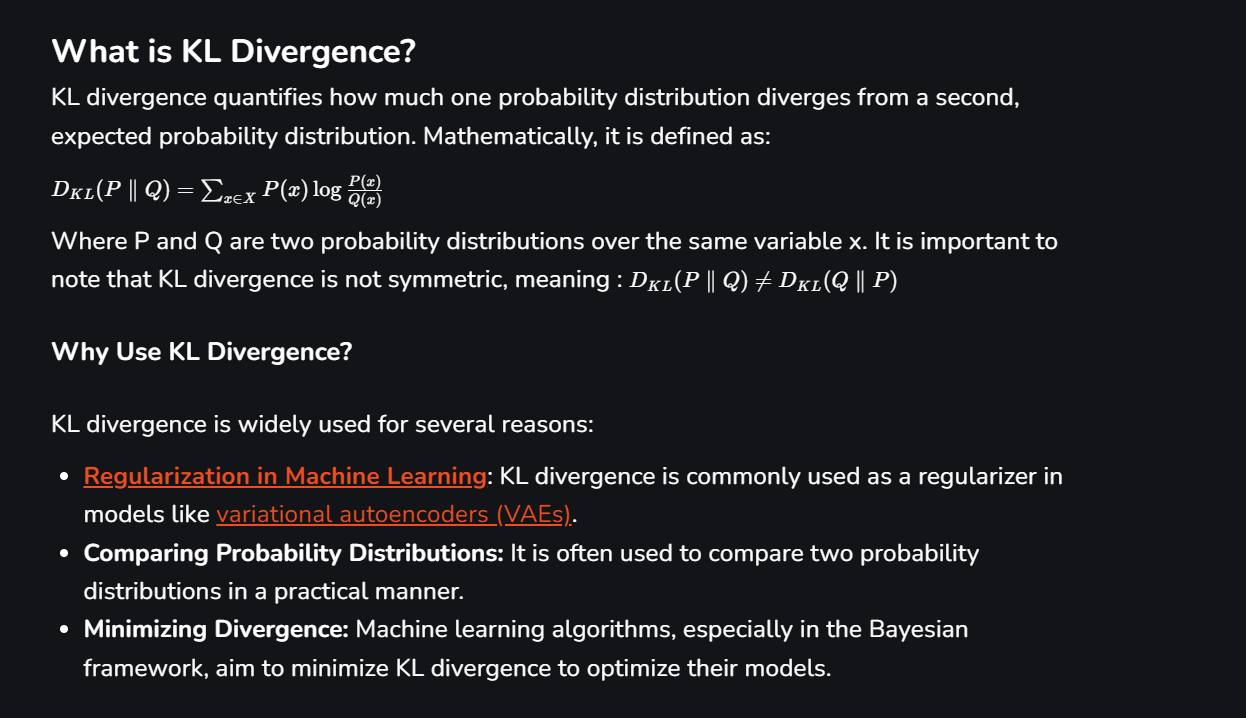 What is KL Divergence?
KL divergence quantifies how much one probability distribution diverges from a second,
expected probability distribution. Mathematically, it is defined as:
D_{KL}(P ∥ Q) = ∑_{x∈X} P(x) log \frac{P(x)}{Q(x)}
Where P and Q are two probability distributions over the same variable x. It is important to
note that KL divergence is not symmetric, meaning : D_{KL}(P ∥ Q) ≠ D_{KL}(Q ∥ P)
Why Use KL Divergence?
KL divergence is widely used for several reasons:
• Regularization in Machine Learning: KL divergence is commonly used as a regularizer in
models like variational autoencoders (VAEs).
• Comparing Probability Distributions: It is often used to compare two probability
distributions in a practical manner.
• Minimizing Divergence: Machine learning algorithms, especially in the Bayesian
framework, aim to minimize KL divergence to optimize their models.